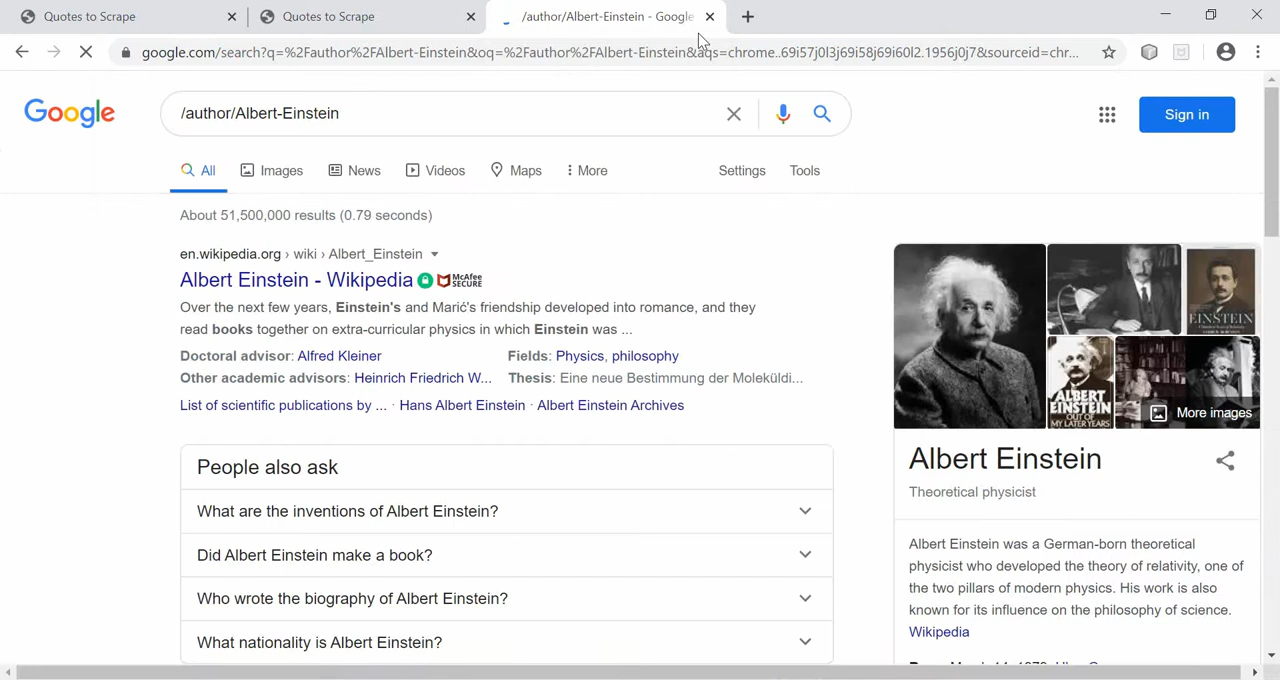 Quotes to Scrape
Quotes to Scrape
/author/Albert-Einstein - Google
google.com/search?q=%2Fauthor%2FAlbert-Einstein&oq=%2Fauthor%2FAlbert-Einstein&aqs=chrome..69i57j0l3j69i58j69i60l2.1956j0j7&sourceid=chr...
Google
/author/Albert-Einstein
Sign in
All Images News Videos Maps More Settings Tools
About 51,500,000 results (0.79 seconds)
en.wikipedia.org › wiki › Albert_Einstein
Albert Einstein - Wikipedia McAfee SECURE
Over the next few years, Einstein's and Marić's friendship developed into romance, and they
read books together on extra-curricular physics in which Einstein was ...
Doctoral advisor: Alfred Kleiner Fields: Physics, philosophy
Other academic advisors: Heinrich Friedrich W... Thesis: Eine neue Bestimmung der Moleküldi...
List of scientific publications by ... · Hans Albert Einstein · Albert Einstein Archives
People also ask
What are the inventions of Albert Einstein?
Did Albert Einstein make a book?
Who wrote the biography of Albert Einstein?
What nationality is Albert Einstein?
EINSTEIN
ALBERT
EINSTEIN
OUT OF
MY LATER YEARS
More images
Albert Einstein
Theoretical physicist
Albert Einstein was a German-born theoretical
physicist who developed the theory of relativity, one of
the two pillars of modern physics. His work is also
known for its influence on the philosophy of science.
Wikipedia